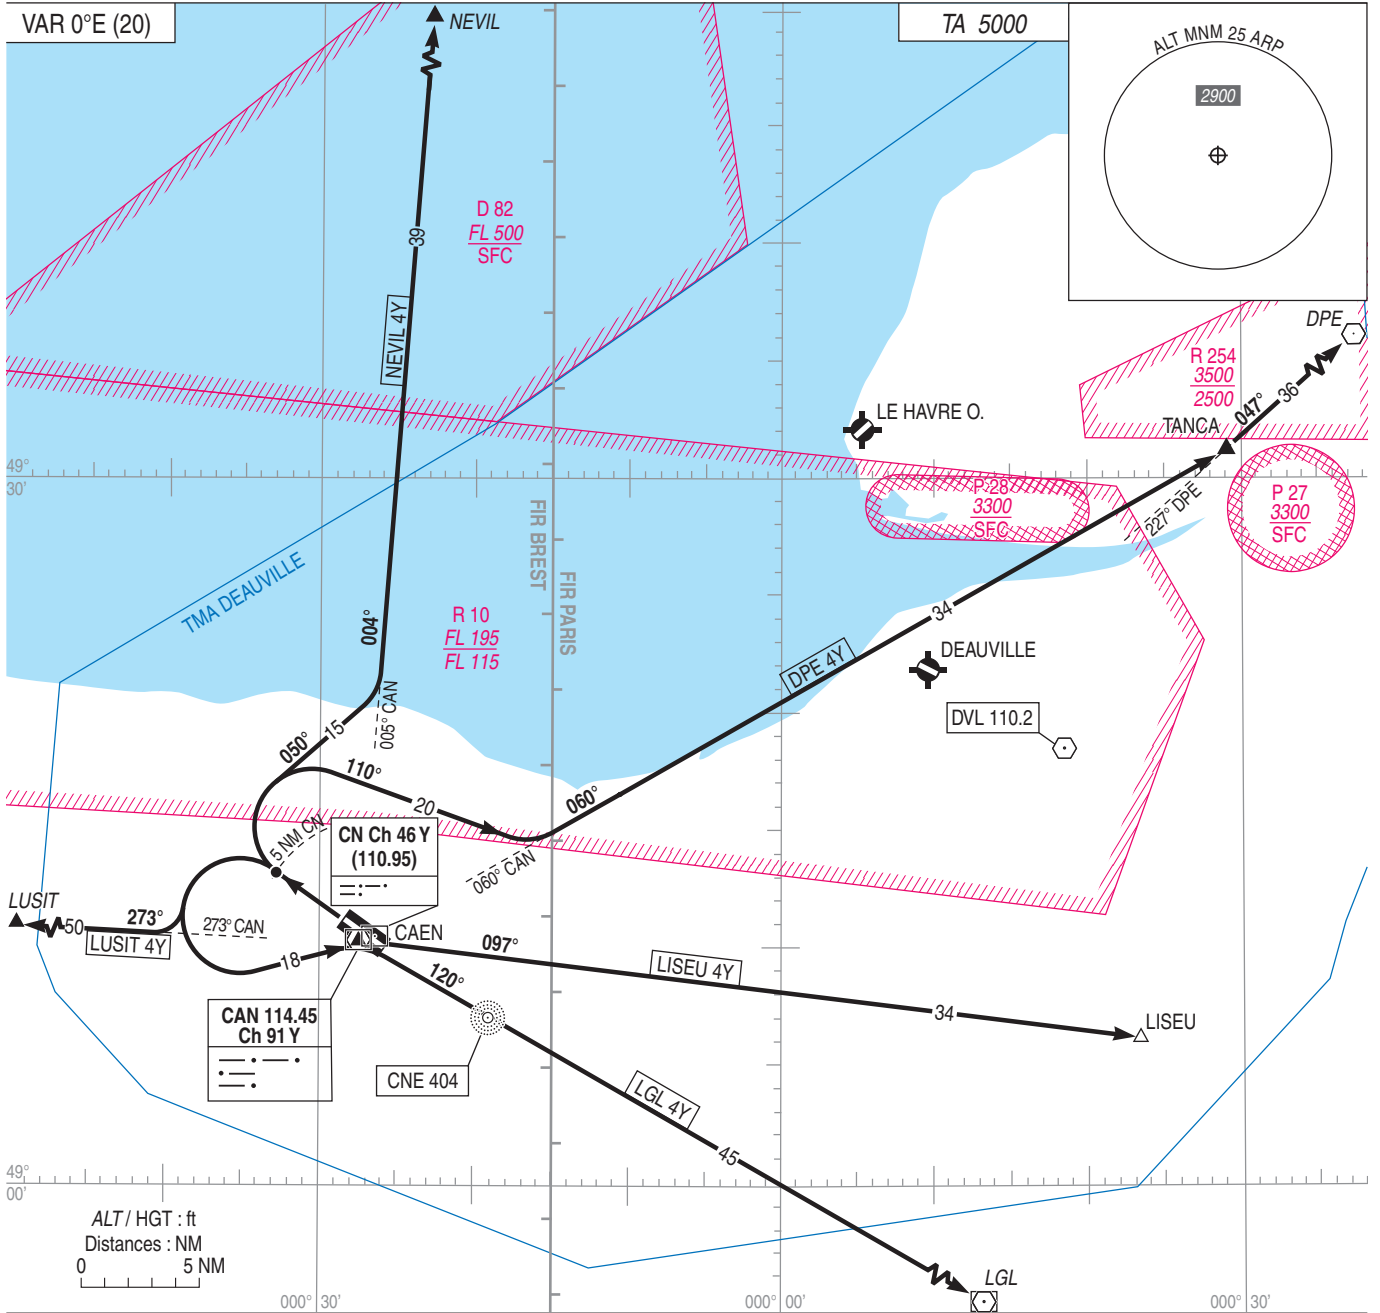 VAR 0°E (20)
NEVIL
TA 5000
ALT MNM 25 ARP
2900
D 82
FL 500
SFC
39
NEVIL 4Y
DPE
R 254
3500
2500
047°
36
TANCA
LE HAVRE O.
49°
30'
P 28
3300
SFC
227° DPE
P 27
3300
SFC
FIR BREST
FIR PARIS
TMA DEAUVILLE
004°
R 10
FL 195
FL 115
34
DPE 4Y
DEAUVILLE
005° CAN
DVL 110.2
050°
15
110°
20
060°
5 NM CN
CN Ch 46 Y
(110.95)
060° CAN
LUSIT
50
273°
273° CAN
LUSIT 4Y
18
CAEN
097°
LISEU 4Y
120°
34
LISEU
CAN 114.45
Ch 91 Y
CNE 404
LGL 4Y
45
49°
00'
ALT / HGT : ft
Distances : NM
0 5 NM
LGL
000° 30'
000° 00'
000° 30'